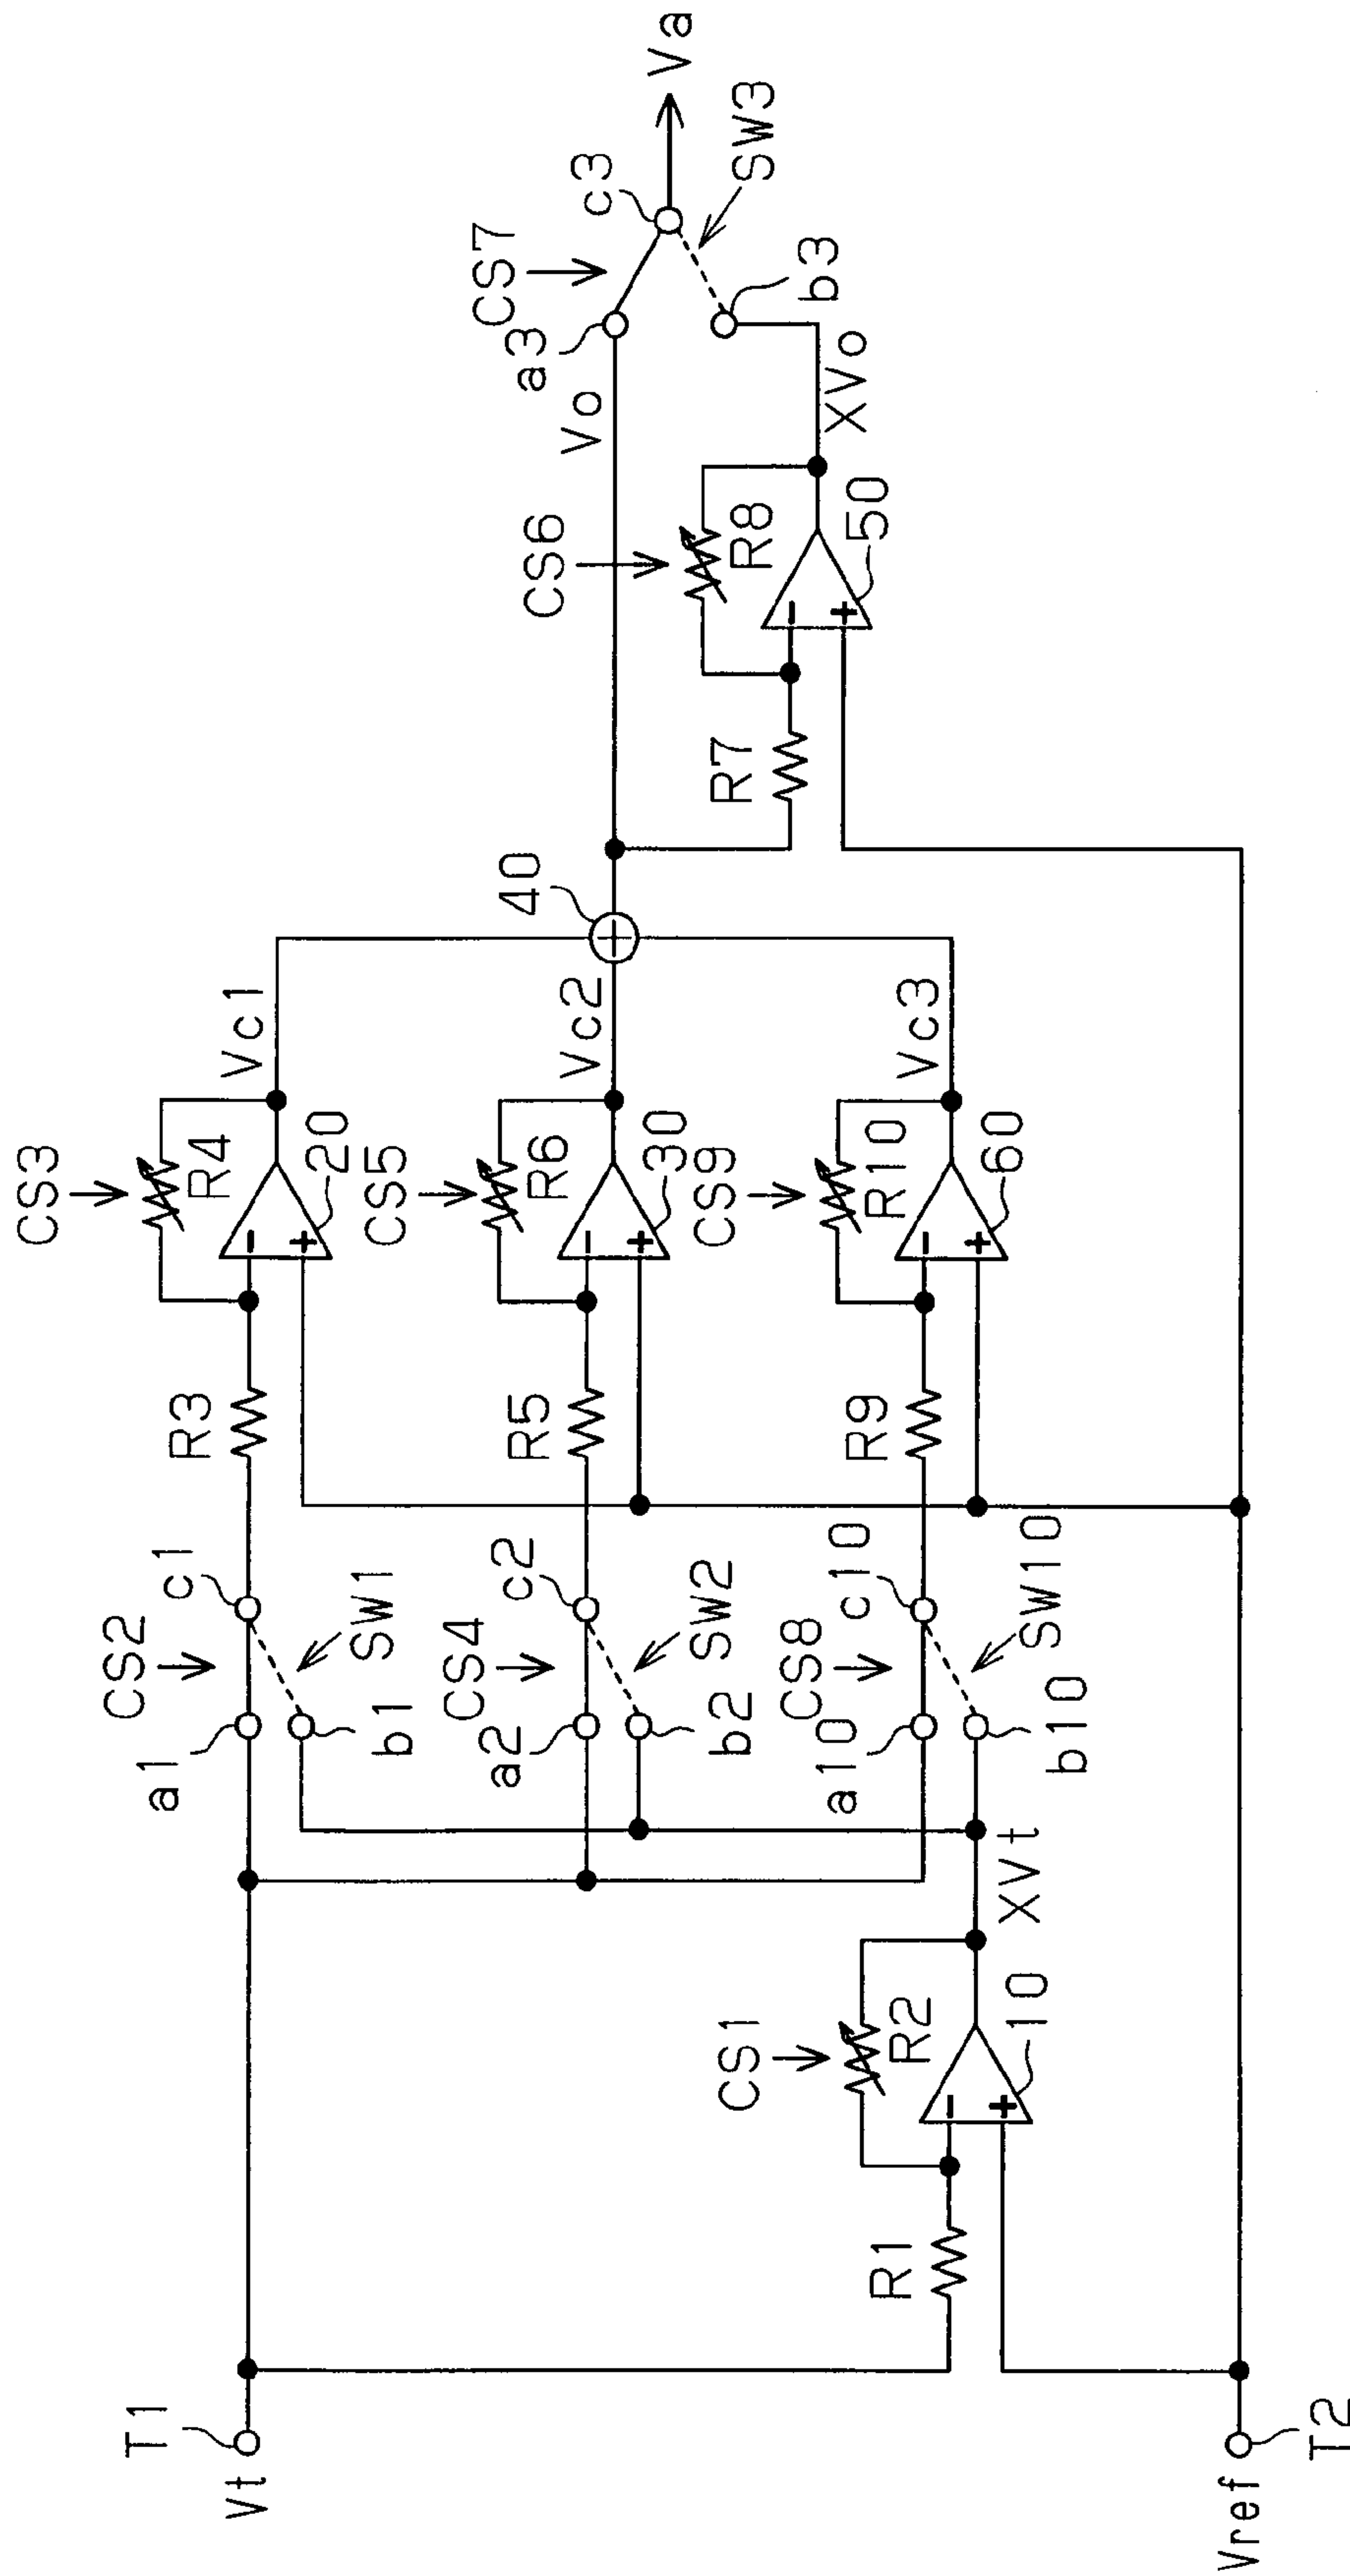 T1
Vt
a1
CS2
c1
b1
SW1
R3
CS3
R4
20
Vc1
a2
CS4
c2
b2
SW2
R5
CS5
R6
30
Vc2
40
Vo
a3
CS7
c3
Va
SW3
b3
XVo
CS6
R8
50
R7
a10
CS8
c10
b10
SW10
R9
CS9
R10
60
Vc3
XVt
CS1
R2
10
R1
Vref
T2